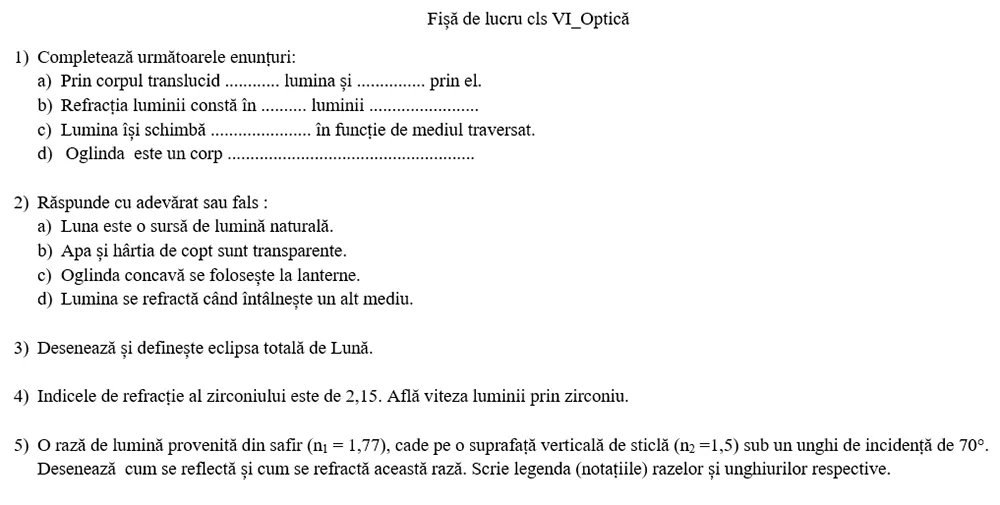 Fișă de lucru cls VI_Optică
1) Completează următoarele enunțuri:
a) Prin corpul translucid ............ lumina și ............... prin el.
b) Refracția luminii constă în .......... luminii ........................
c) Lumina își schimbă ...................... în funcție de mediul traversat.
d) Oglinda este un corp ......................................................
2) Răspunde cu adevărat sau fals :
a) Luna este o sursă de lumină naturală.
b) Apa și hârtia de copt sunt transparente.
c) Oglinda concavă se folosește la lanterne.
d) Lumina se refractă când întâlnește un alt mediu.
3) Desenează și definește eclipsa totală de Lună.
4) Indicele de refracție al zirconiului este de 2,15. Află viteza luminii prin zirconiu.
5) O rază de lumină provenită din safir (n₁ = 1,77), cade pe o suprafață verticală de sticlă (n₂ =1,5) sub un unghi de incidență de 70°.
Desenează cum se reflectă și cum se refractă această rază. Scrie legenda (notațiile) razelor și unghiurilor respective.